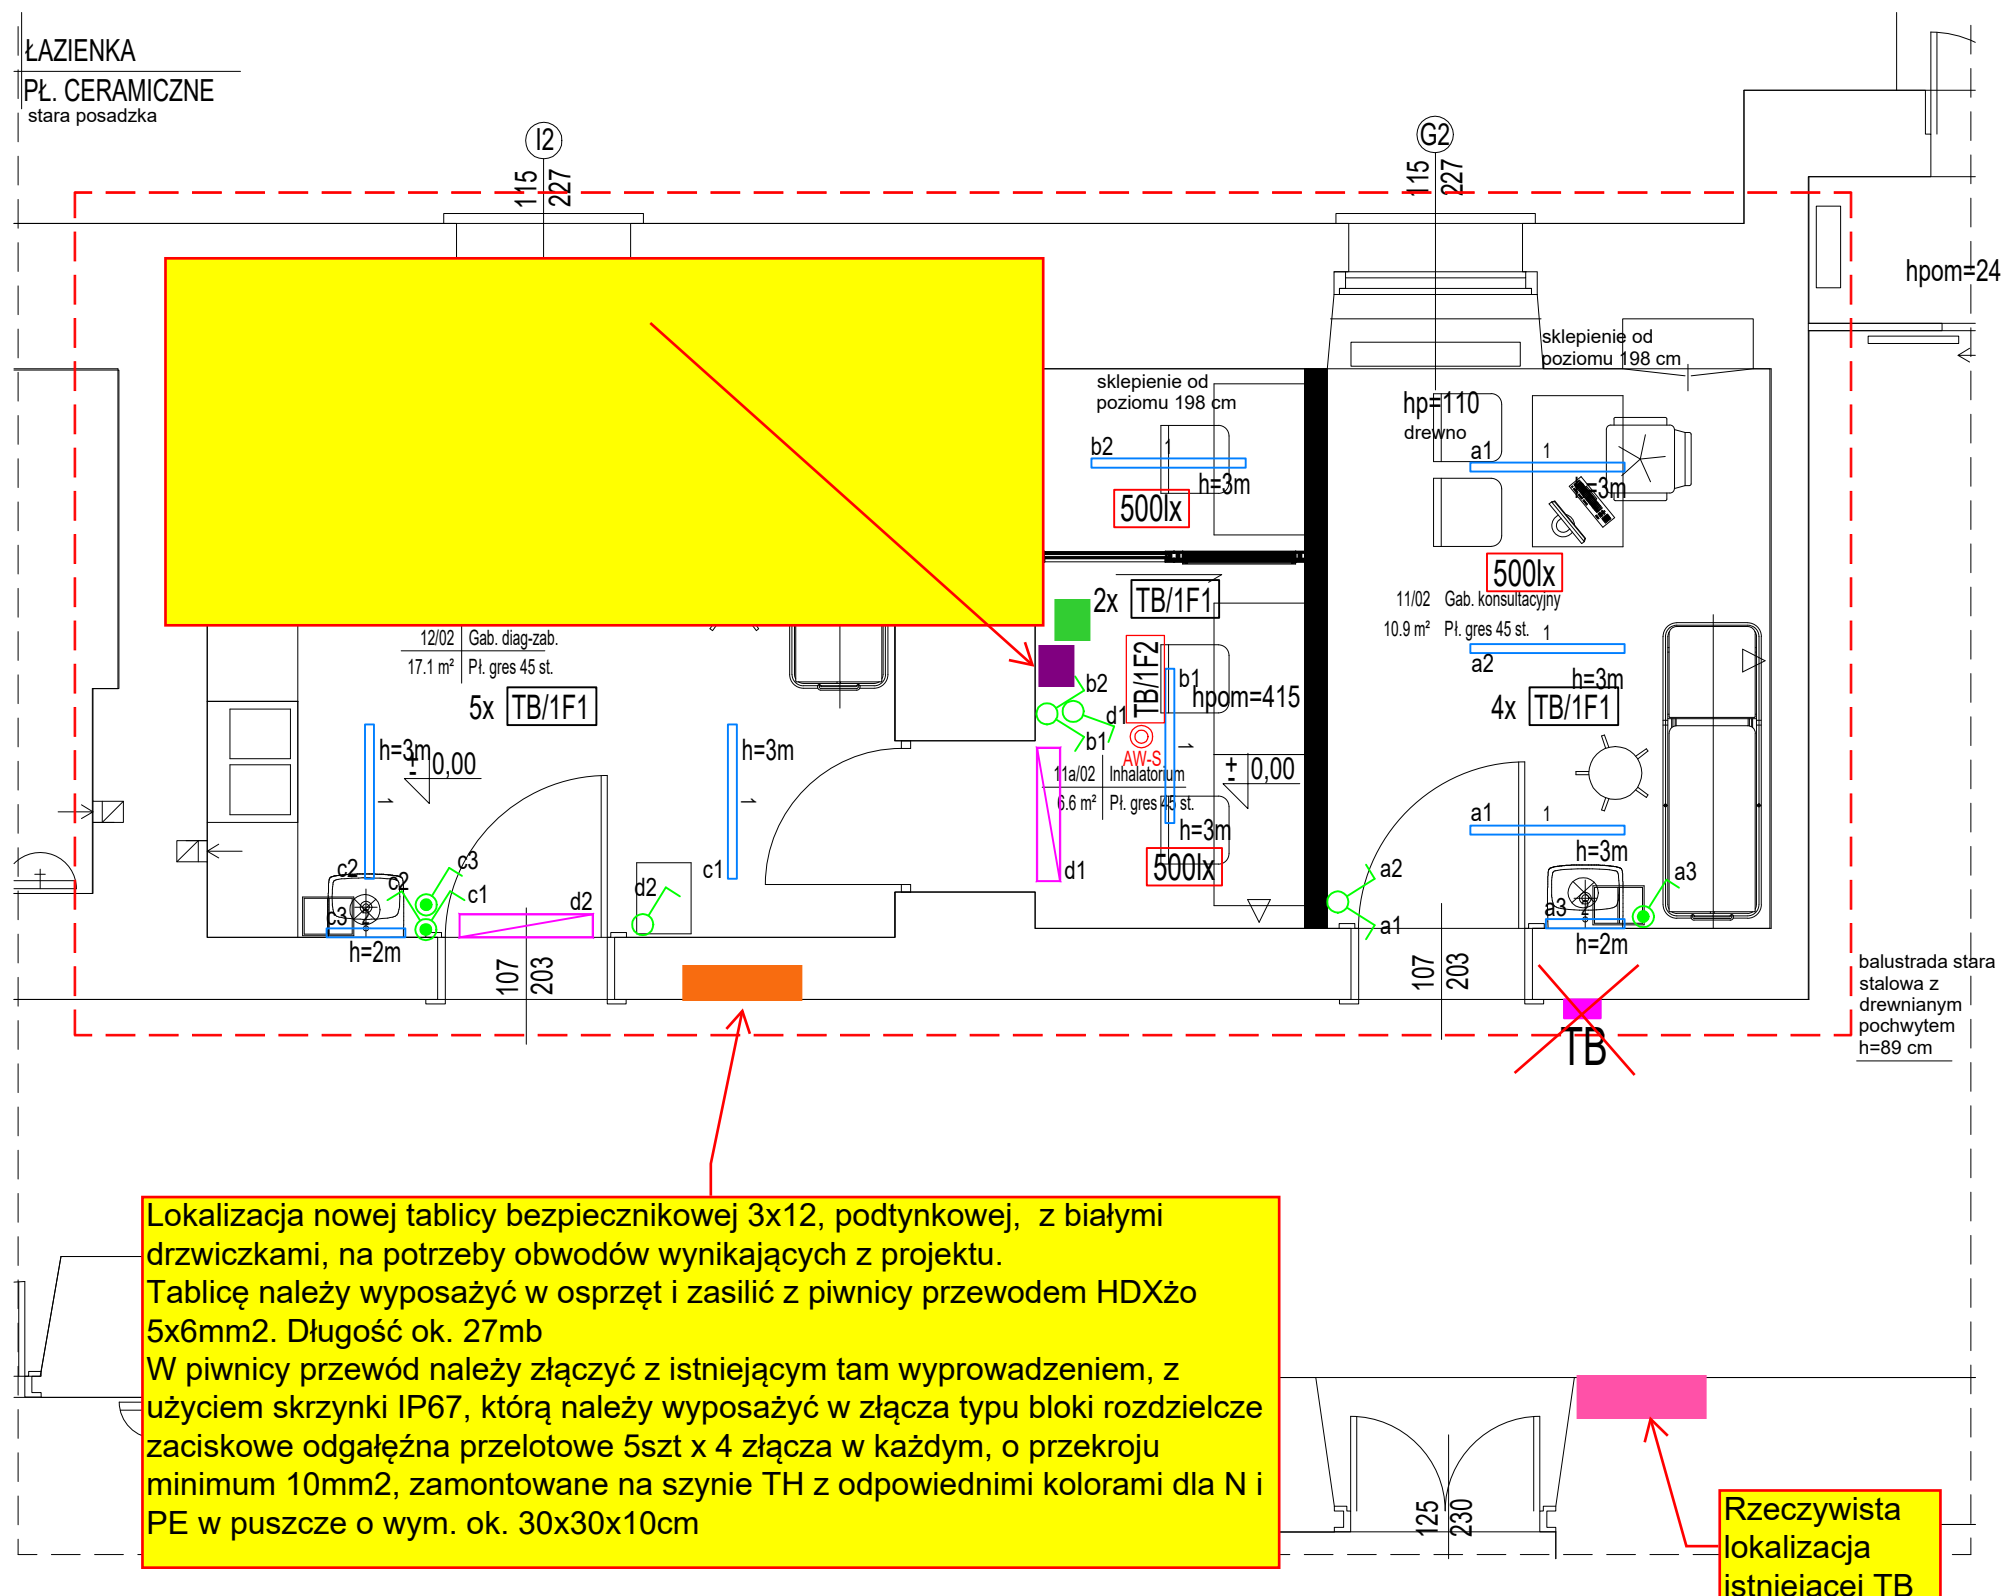 ŁAZIENKA
PŁ. CERAMICZNE
stara posadzka
I2
115
227
G2
115
227
hpom=24
sklepienie od
poziomu 198 cm
sklepienie od
poziomu 198 cm
hp=110
drewno
b2
1
h=3m
500lx
a1
1
h=3m
500lx
11/02 Gab. konsultacyjny
10.9 m² Pł. gres 45 st.
1
a2
h=3m
4x TB/1F1
2x TB/1F1
TB/1F2
12/02 Gab. diag-zab.
17.1 m² Pł. gres 45 st.
5x TB/1F1
b2
b1
hpom=415
d1
b1
AW-S
11a/02 Inhalatorium
6.6 m² Pł. gres 45 st.
± 0,00
1
h=3m
500lx
d1
h=3m
± 0,00
1
h=3m
1
c2
c2
c3
c1
c3
2
h=2m
d2
d2
c1
a1
1
h=3m
a2
a1
a3
a3
2
h=2m
107
203
107
203
TB
balustrada stara
stalowa z
drewnianym
pochwytem
h=89 cm
Lokalizacja nowej tablicy bezpiecznikowej 3x12, podtynkowej, z białymi
drzwiczkami, na potrzeby obwodów wynikających z projektu.
Tablicę należy wyposażyć w osprzęt i zasilić z piwnicy przewodem HDXżo
5x6mm2. Długość ok. 27mb
W piwnicy przewód należy złączyć z istniejącym tam wyprowadzeniem, z
użyciem skrzynki IP67, którą należy wyposażyć w złącza typu bloki rozdzielcze
zaciskowe odgałęźna przelotowe 5szt x 4 złącza w każdym, o przekroju
minimum 10mm2, zamontowane na szynie TH z odpowiednimi kolorami dla N i
PE w puszcze o wym. ok. 30x30x10cm
125
230
Rzeczywista
lokalizacja
istniejącej TB